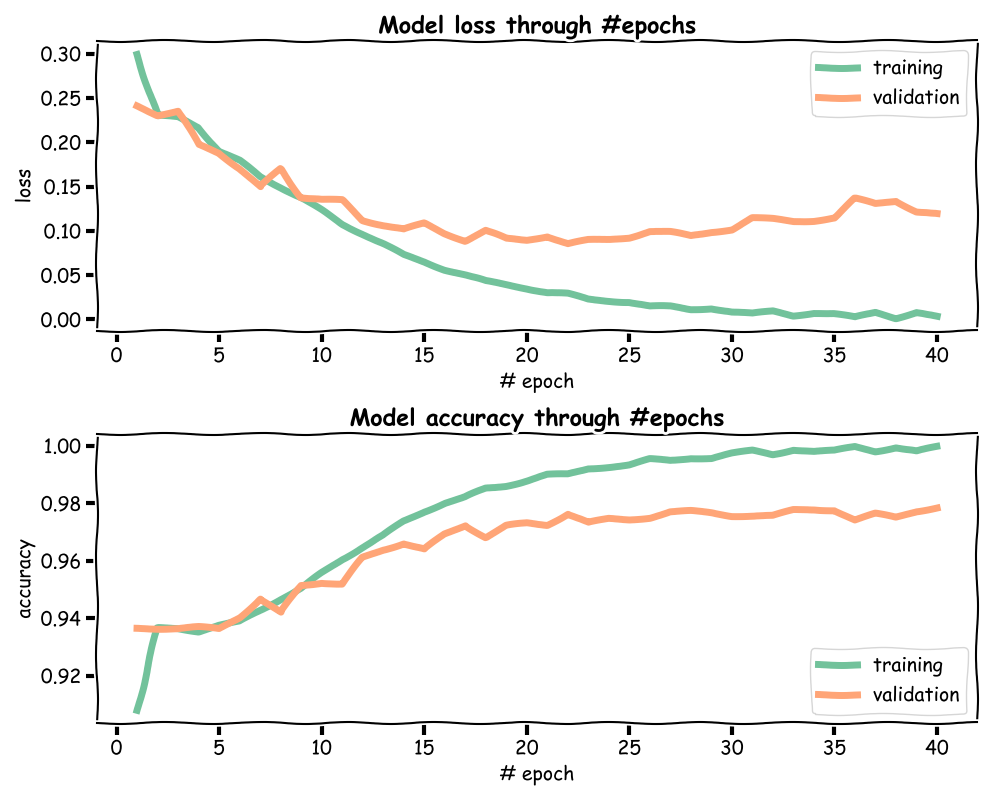 Model loss through #epochs
loss
0.30
0.25
0.20
0.15
0.10
0.05
0.00
training
validation
0 5 10 15 20 25 30 35 40
# epoch
Model accuracy through #epochs
accuracy
1.00
0.98
0.96
0.94
0.92
training
validation
0 5 10 15 20 25 30 35 40
# epoch